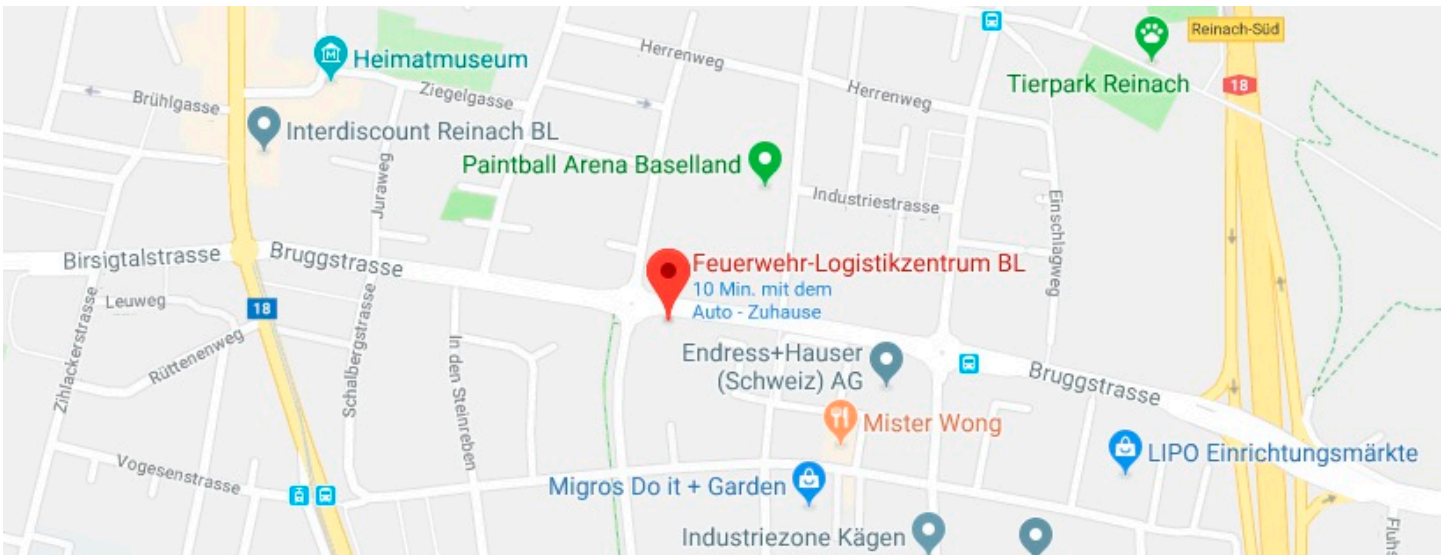 Reinach-Süd
Herrenweg
Heimatmuseum
Tierpark Reinach
18
Ziegelgasse
Herrenweg
Brühlgasse
Interdiscount Reinach BL
Paintball Arena Baselland
Juraweg
Industriestrasse
Einschlagweg
Birsigtalstrasse
Bruggstrasse
Feuerwehr-Logistikzentrum BL
10 Min. mit dem
Auto - Zuhause
Leuweg
18
Rüttenenweg
Zihlackerstrasse
Schalbergstrasse
In den Steinreben
Endress+Hauser
(Schweiz) AG
Bruggstrasse
Mister Wong
LIPO Einrichtungsmärkte
Vogesenstrasse
Migros Do it + Garden
Industriezone Kägen
Fluhs